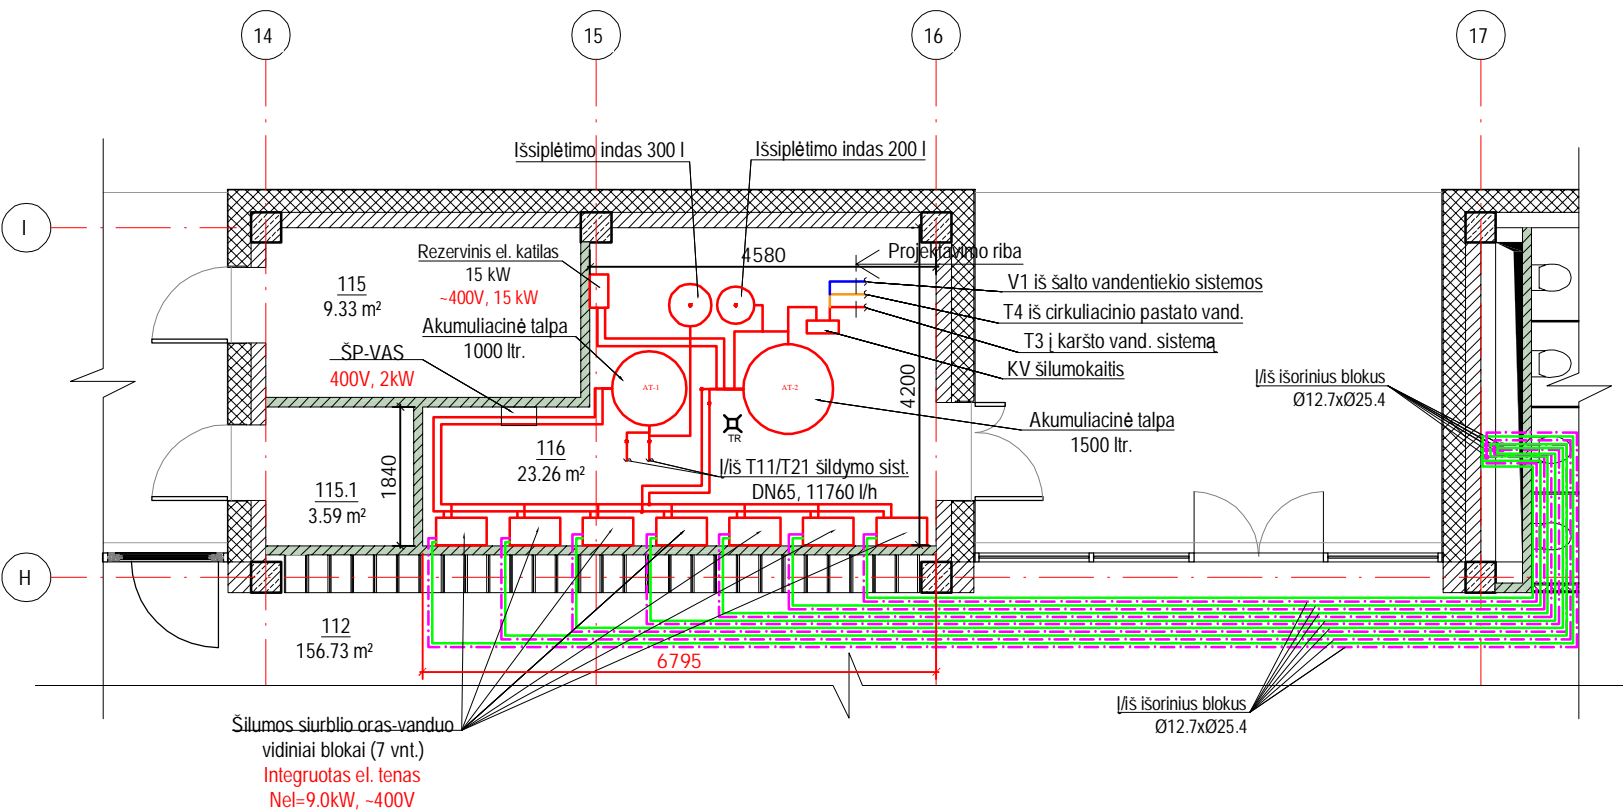 14
15
16
17
I
H
Išsiplėtimo indas 300 l
Išsiplėtimo indas 200 l
Rezervinis el. katilas
15 kW
~400V, 15 kW
4580
Projektavimo riba
V1 iš šalto vandentiekio sistemos
T4 iš cirkuliacinio pastato vand.
T3 į karšto vand. sistemą
KV šilumokaitis
115
9.33 m²
Akumuliacinė talpa
1000 ltr.
ŠP-VAS
400V, 2kW
AT-1
AT-2
4200
Į/iš išorinius blokus
Ø12.7xØ25.4
Akumuliacinė talpa
1500 ltr.
TR
116
23.26 m²
Į/iš T11/T21 šildymo sist.
DN65, 11760 l/h
1840
115.1
3.59 m²
112
156.73 m²
6795
Į/iš išorinius blokus
Ø12.7xØ25.4
Šilumos siurblio oras-vanduo
vidiniai blokai (7 vnt.)
Integruotas el. tenas
Nel=9.0kW, ~400V